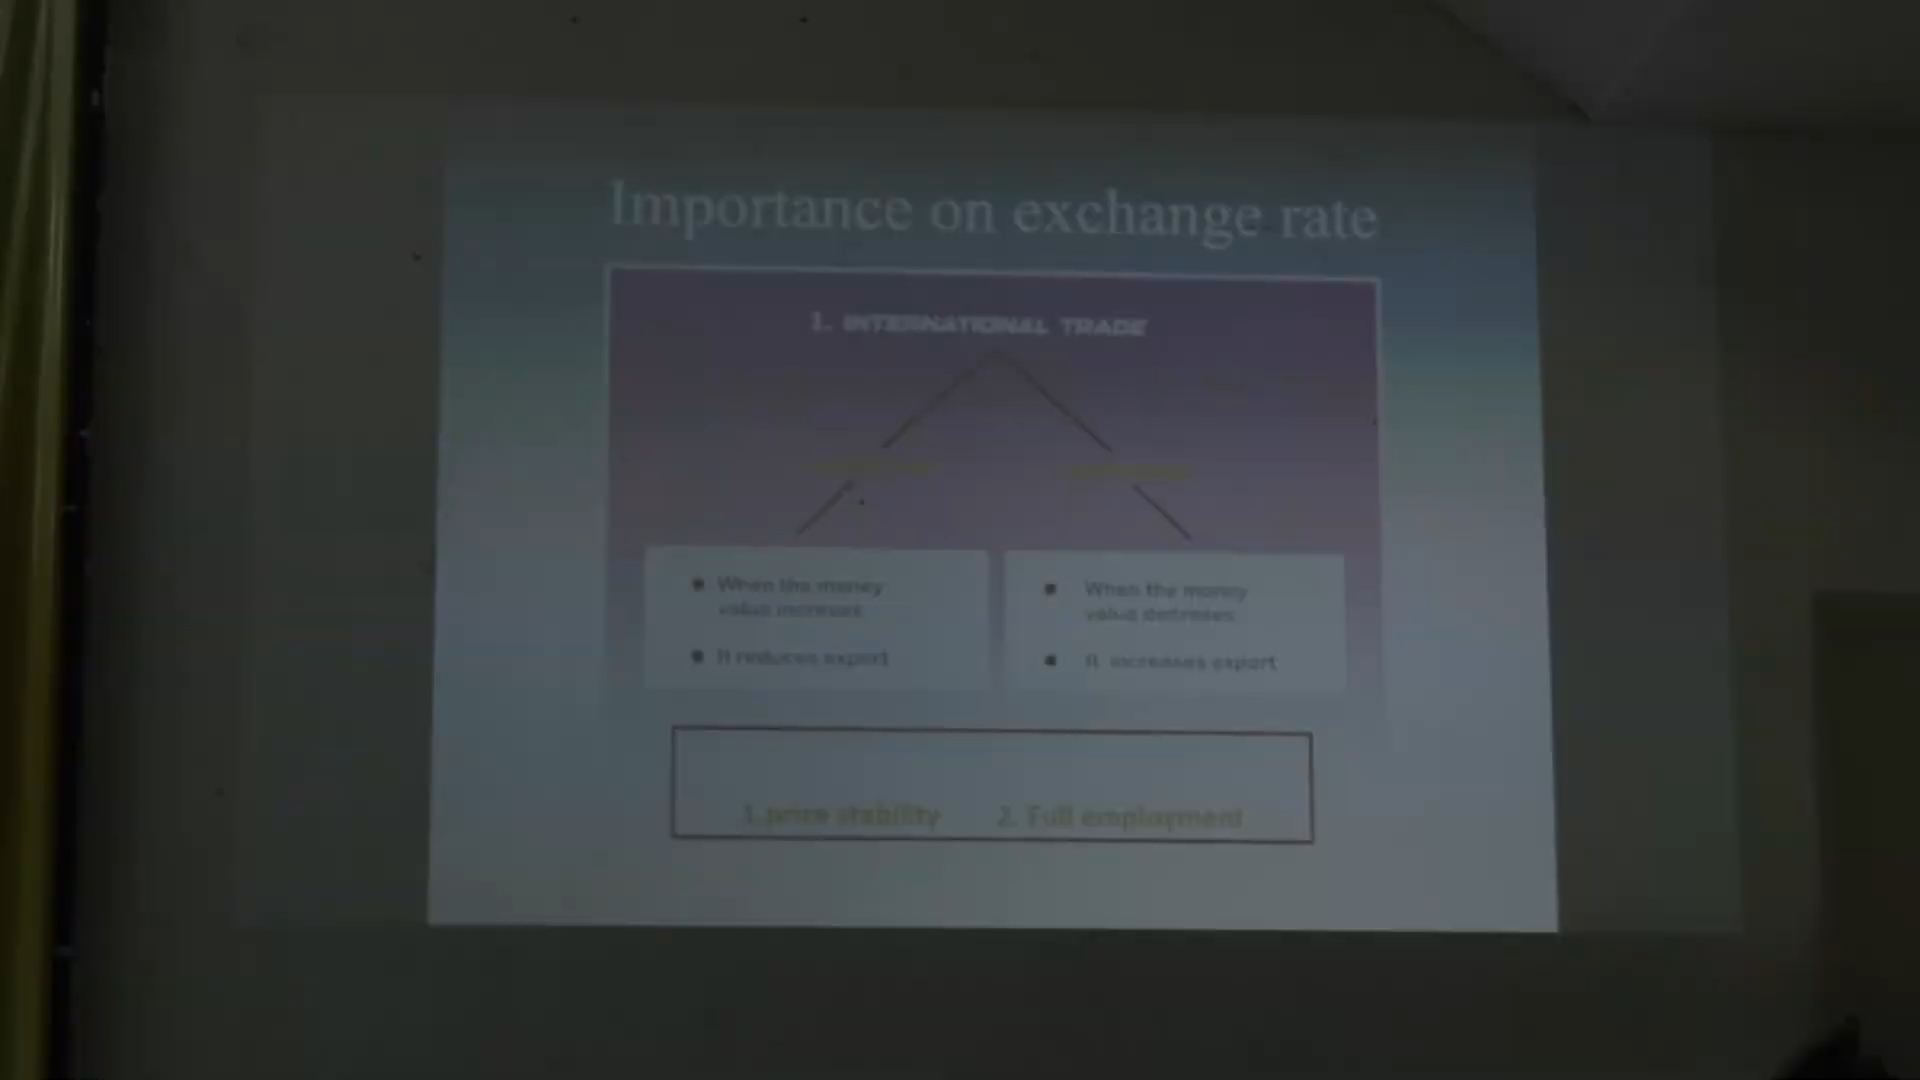 Importance on exchange rate
1. INTERNATIONAL TRADE
When the money
value increases
It reduces export
When the money
value decreases
It increases export
1.price stability 2. Full employment